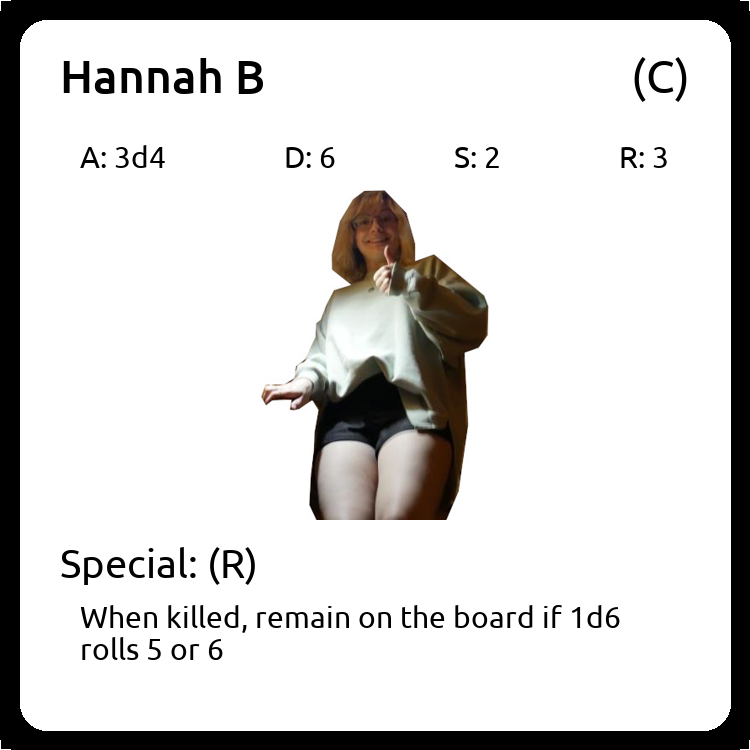 Hannah B (C)
A: 3d4 D: 6 S: 2 R: 3
Special: (R)
When killed, remain on the board if 1d6
rolls 5 or 6